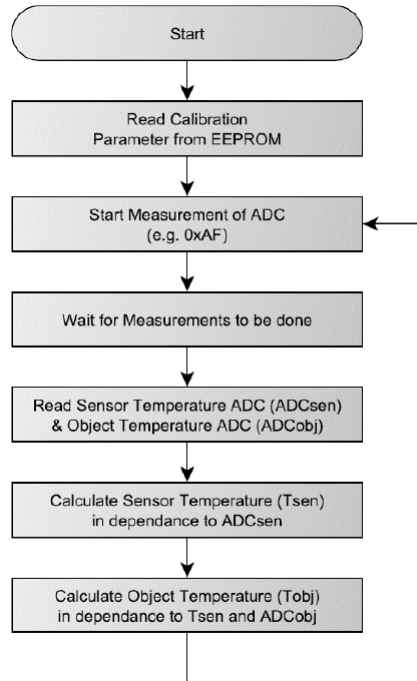 Start
Read Calibration
Parameter from EEPROM
Start Measurement of ADC
(e.g. 0xAF)
Wait for Measurements to be done
Read Sensor Temperature ADC (ADCsen)
& Object Temperature ADC (ADCobj)
Calculate Sensor Temperature (Tsen)
in dependance to ADCsen
Calculate Object Temperature (Tobj)
in dependance to Tsen and ADCobj